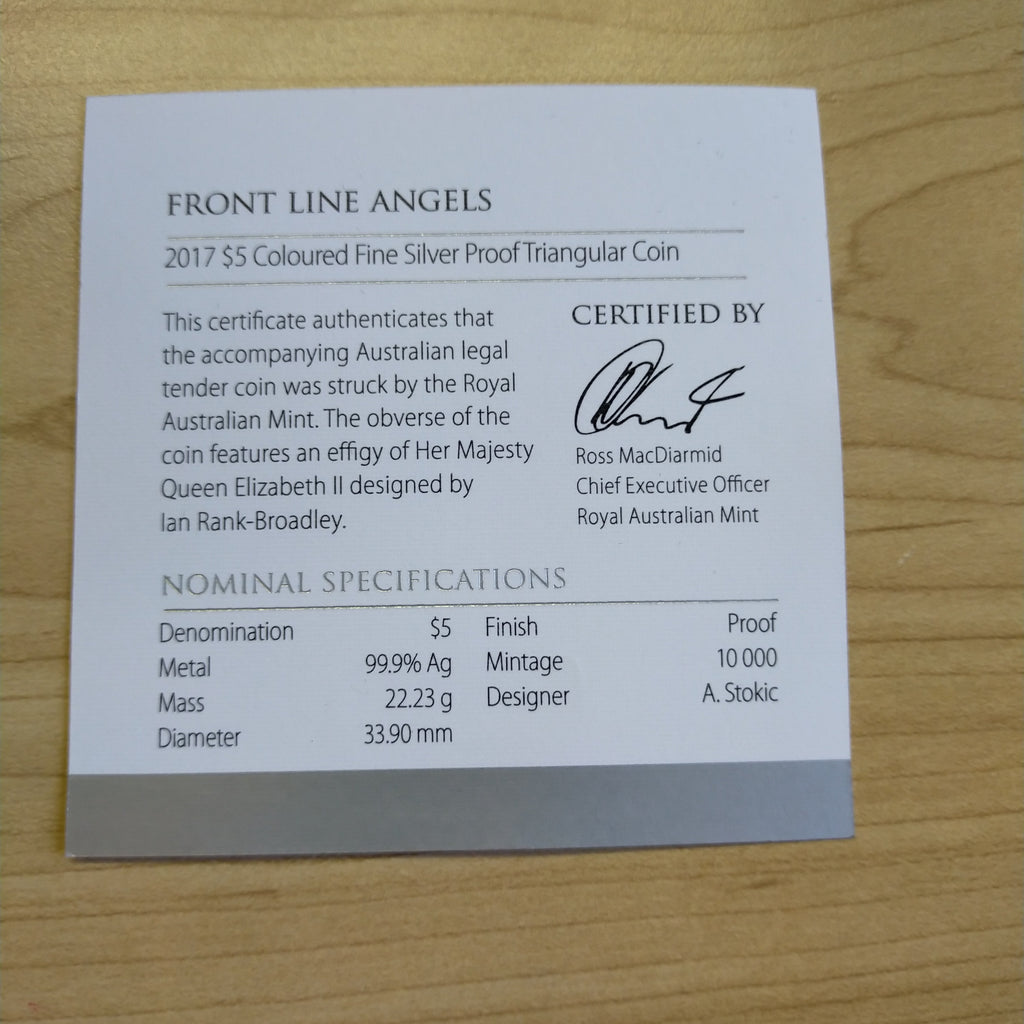 FRONT LINE ANGELS
2017 $5 Coloured Fine Silver Proof Triangular Coin
This certificate authenticates that
the accompanying Australian legal
tender coin was struck by the Royal
Australian Mint. The obverse of the
coin features an effigy of Her Majesty
Queen Elizabeth II designed by
Ian Rank-Broadley.
CERTIFIED BY
Ross MacDiarmid
Chief Executive Officer
Royal Australian Mint
NOMINAL SPECIFICATIONS
Denomination $5 Finish Proof
Metal 99.9% Ag Mintage 10 000
Mass 22.23 g Designer A. Stokic
Diameter 33.90 mm